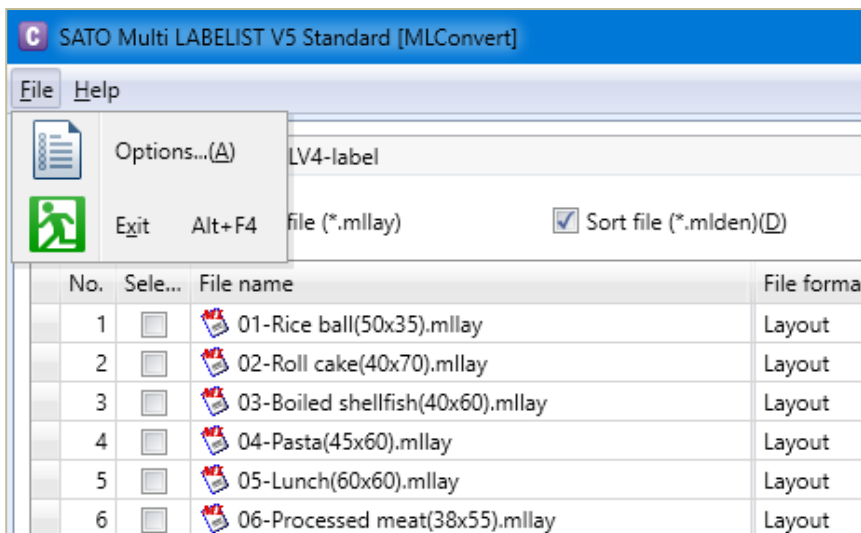 C SATO Multi LABELIST V5 Standard [MLConvert]
File Help
Options...(A) LV4-label
Exit Alt+F4 file (*.mllay) Sort file (*.mlden)(D)
No. Sele... File name File forma
1 01-Rice ball(50x35).mllay Layout
2 02-Roll cake(40x70).mllay Layout
3 03-Boiled shellfish(40x60).mllay Layout
4 04-Pasta(45x60).mllay Layout
5 05-Lunch(60x60).mllay Layout
6 06-Processed meat(38x55).mllay Layout